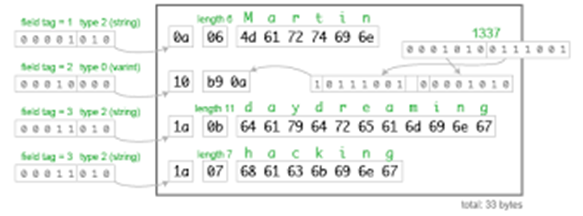 field tag = 1 type 2 (string)
0 0 0 0 1 0 1 0
length 6 M a r t i n
0a 06 4d 61 72 74 69 6e
1337
0 0 0 1 0 1 0 0 1 1 1 0 0 1
field tag = 2 type 0 (varint)
0 0 0 1 0 0 0 0
10 b9 0a
1 0 1 1 1 0 0 1 0 0 0 0 1 0 1 0
field tag = 3 type 2 (string)
0 0 0 1 1 0 1 0
length 11 d a y d r e a m i n g
1a 0b 64 61 79 64 72 65 61 6d 69 6e 67
field tag = 3 type 2 (string)
0 0 0 1 1 0 1 0
length 7 h a c k i n g
1a 07 68 61 63 6b 69 6e 67
total: 33 bytes